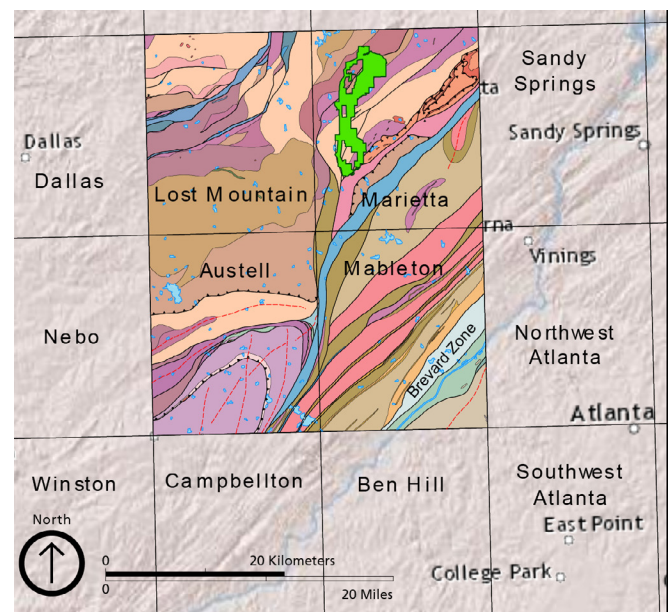 Sandy
Springs
ta
Dallas
Sandy Springs
Dallas
Lost Mountain
Marietta
rna
Vinings
Austell
Mableton
Nebo
Northwest
Atlanta
Brevard Zone
Atlanta
Winston
Campbellton
Ben Hill
Southwest
Atlanta
North
East Point
0
20 Kilometers
College Park
0
20 Miles